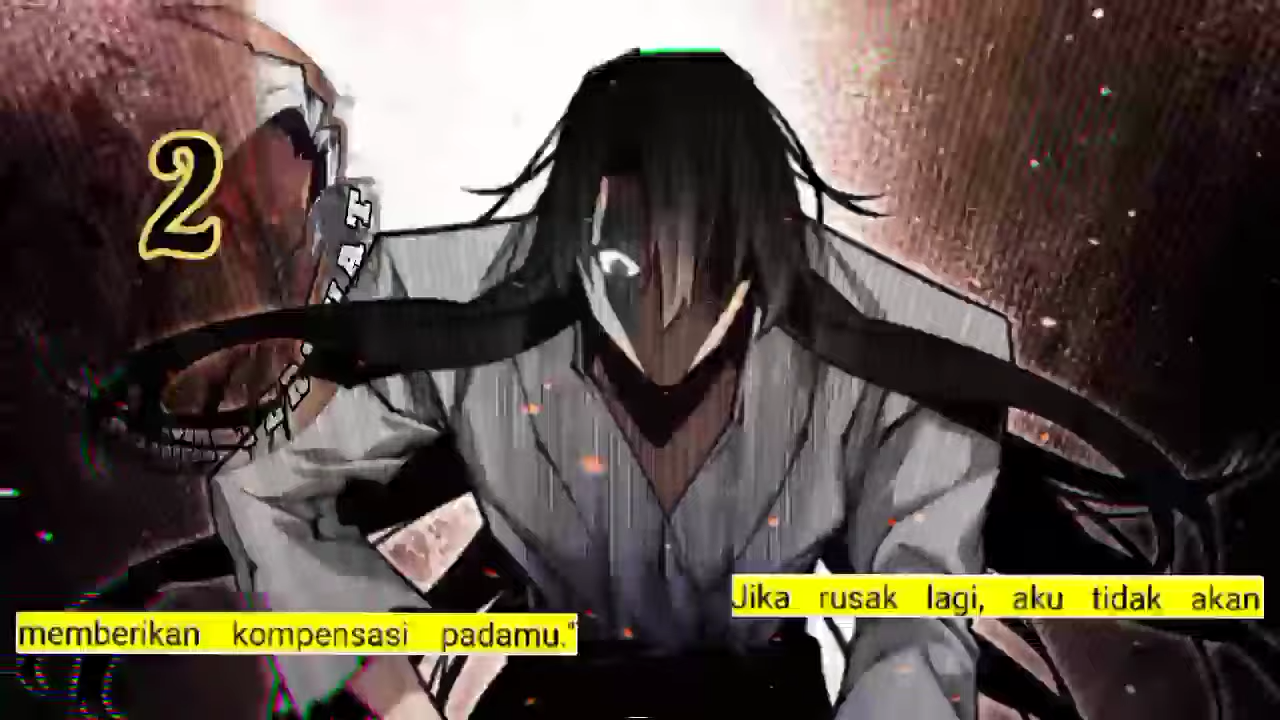 2
Jika rusak lagi, aku tidak akan
memberikan kompensasi padamu."